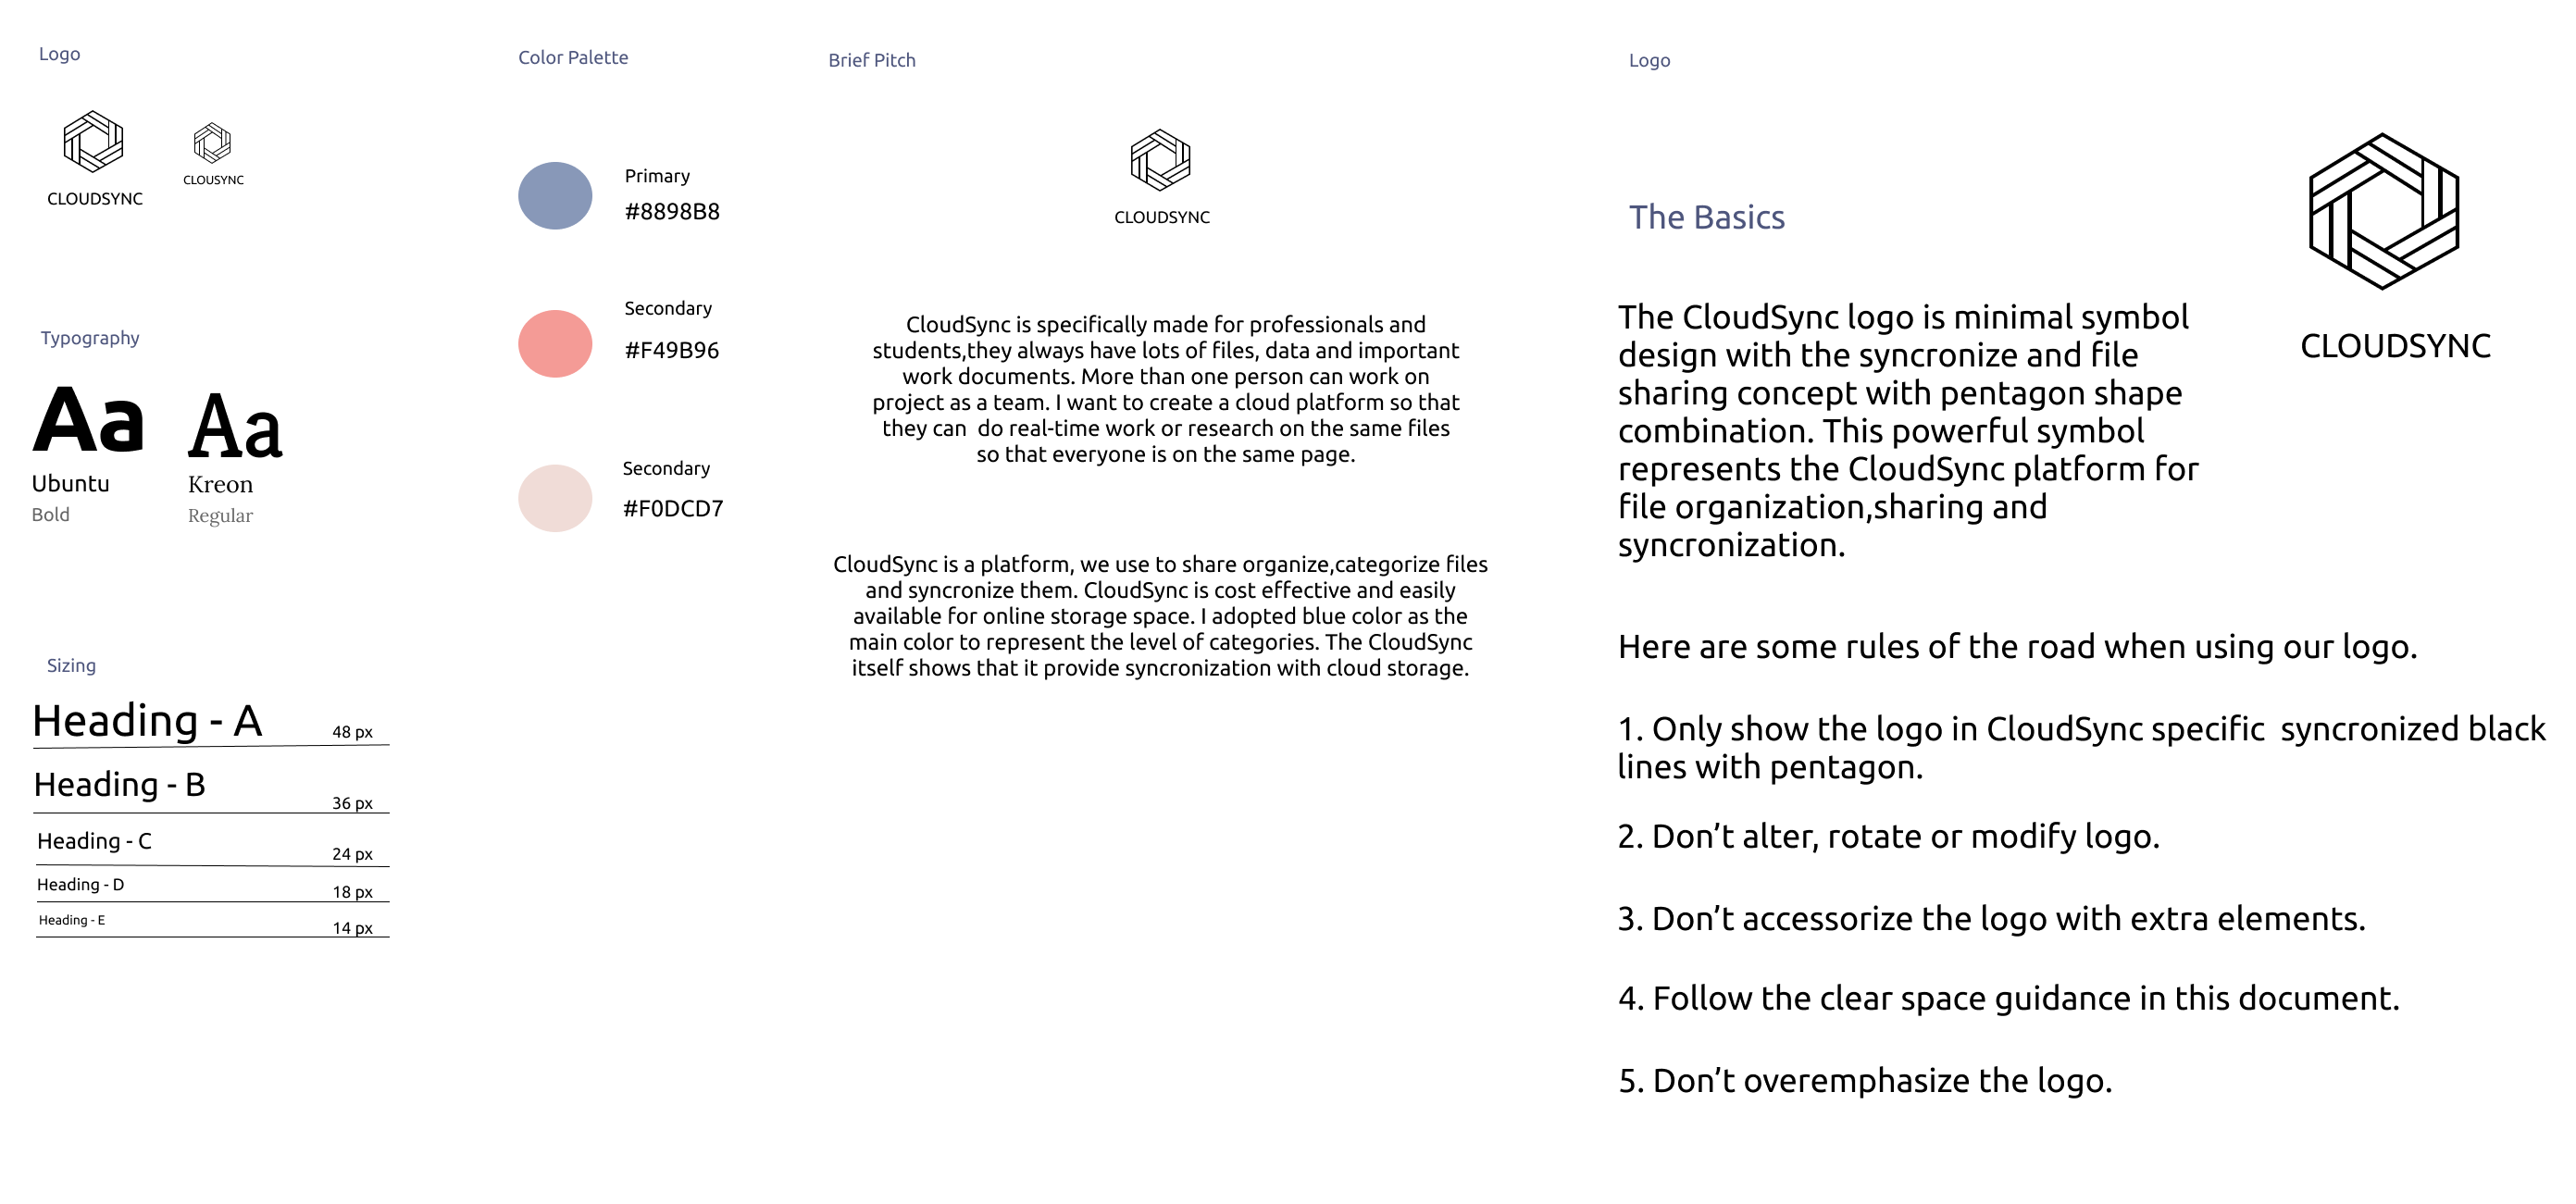 Logo
CLOUDSYNC
CLOUSYNC
Typography
Aa
Ubuntu
Bold
Aa
Kreon
Regular
Sizing
Heading - A 48 px
Heading - B 36 px
Heading - C 24 px
Heading - D 18 px
Heading - E 14 px
Color Palette
Primary
#8898B8
Secondary
#F49B96
Secondary
#F0DCD7
Brief Pitch
CLOUDSYNC
CloudSync is specifically made for professionals and
students,they always have lots of files, data and important
work documents. More than one person can work on
project as a team. I want to create a cloud platform so that
they can  do real-time work or research on the same files
so that everyone is on the same page.
CloudSync is a platform, we use to share organize,categorize files
and syncronize them. CloudSync is cost effective and easily
available for online storage space. I adopted blue color as the
main color to represent the level of categories. The CloudSync
itself shows that it provide syncronization with cloud storage.
Logo
The Basics
CLOUDSYNC
The CloudSync logo is minimal symbol
design with the syncronize and file
sharing concept with pentagon shape
combination. This powerful symbol
represents the CloudSync platform for
file organization,sharing and
syncronization.
Here are some rules of the road when using our logo.
1. Only show the logo in CloudSync specific  syncronized black
lines with pentagon.
2. Don’t alter, rotate or modify logo.
3. Don’t accessorize the logo with extra elements.
4. Follow the clear space guidance in this document.
5. Don’t overemphasize the logo.